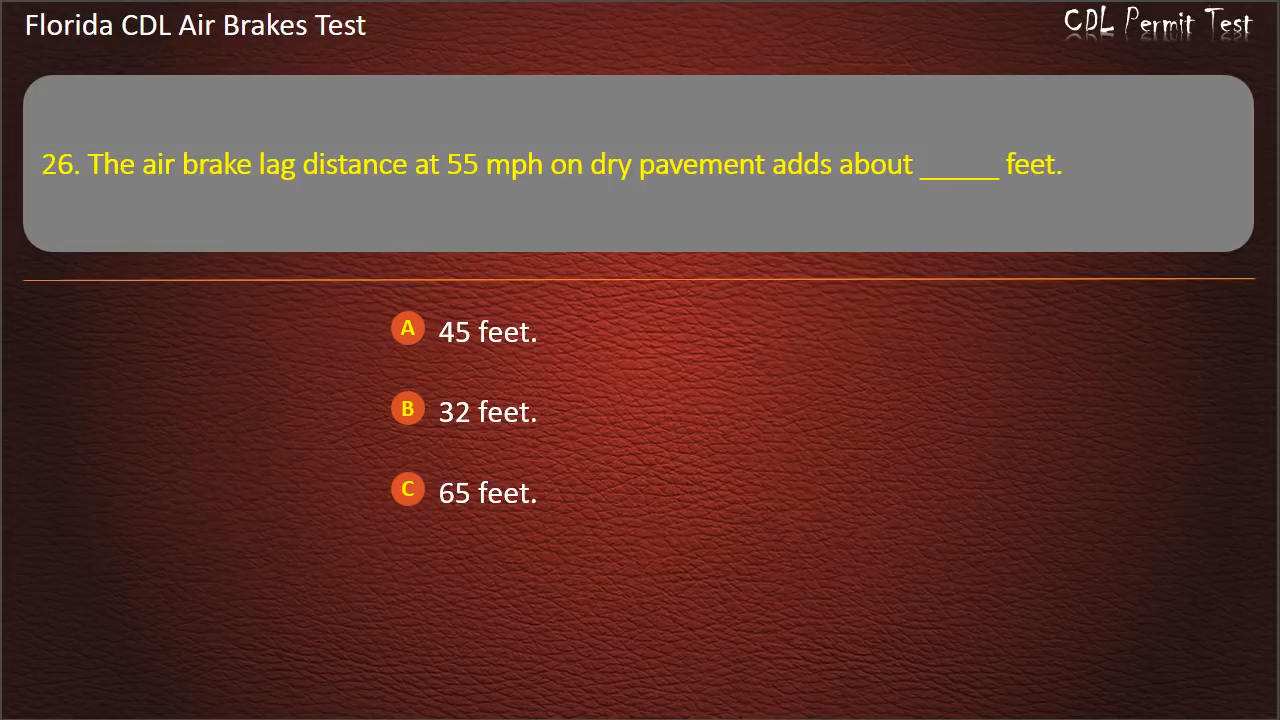 Florida CDL Air Brakes Test
CDL Permit Test
26. The air brake lag distance at 55 mph on dry pavement adds about _____ feet.
A 45 feet.
B 32 feet.
C 65 feet.